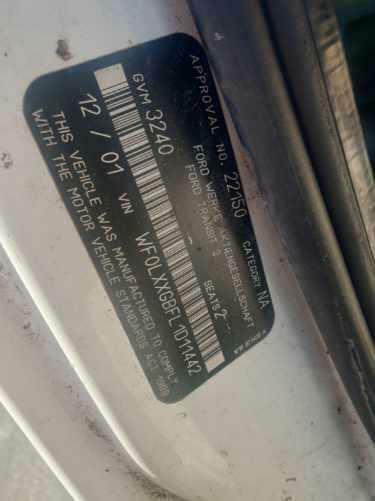 APPROVAL NO. 22150 CATEGORY NA
FORD WERKE AKTIENGESELLSCHAFT
FORD TRANSIT 2
GVM 3240 SEATS 2
12 / 01 VIN WF0LXXGBFL1D11442
THIS VEHICLE WAS MANUFACTURED TO COMPLY
WITH THE MOTOR VEHICLE STANDARDS ACT 1989